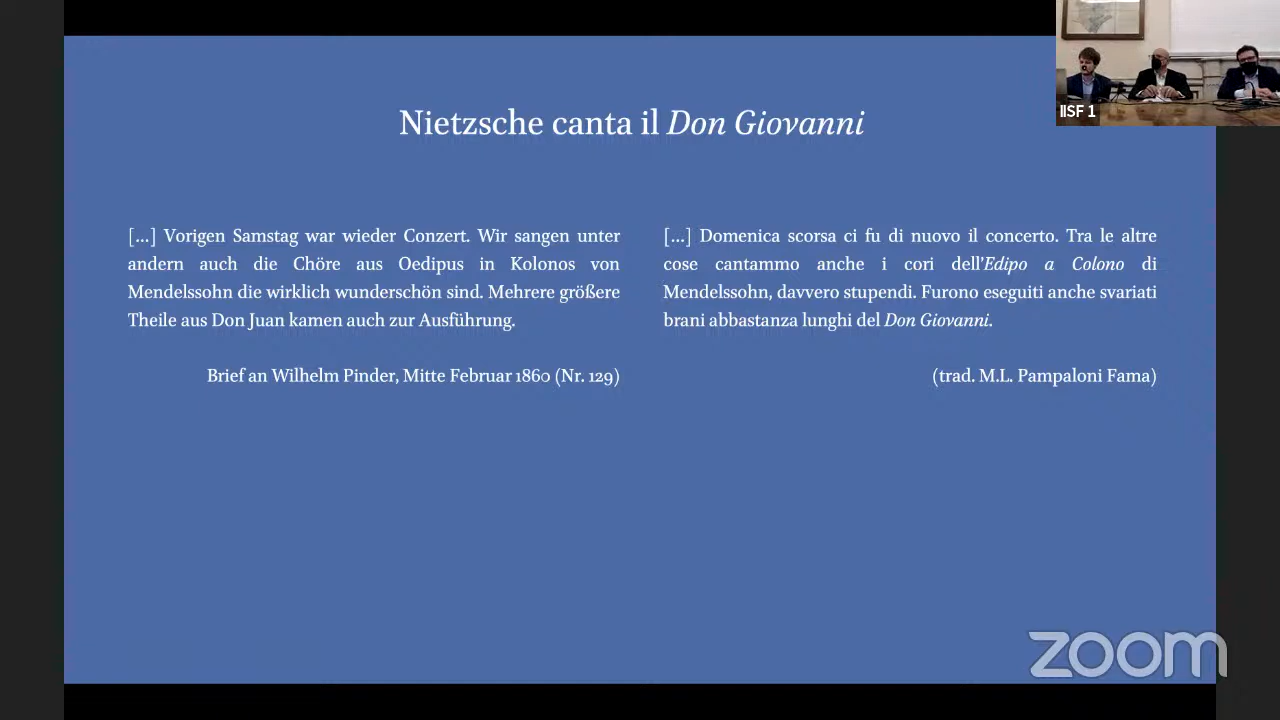 Nietzsche canta il Don Giovanni
[...] Vorigen Samstag war wieder Conzert. Wir sangen unter
andern auch die Chöre aus Oedipus in Kolonos von
Mendelssohn die wirklich wunderschön sind. Mehrere größere
Theile aus Don Juan kamen auch zur Ausführung.
Brief an Wilhelm Pinder, Mitte Februar 1860 (Nr. 129)
[...] Domenica scorsa ci fu di nuovo il concerto. Tra le altre
cose cantammo anche i cori dell'Edipo a Colono di
Mendelssohn, davvero stupendi. Furono eseguiti anche svariati
brani abbastanza lunghi del Don Giovanni.
(trad. M.L. Pampaloni Fama)
IISF 1
zoom